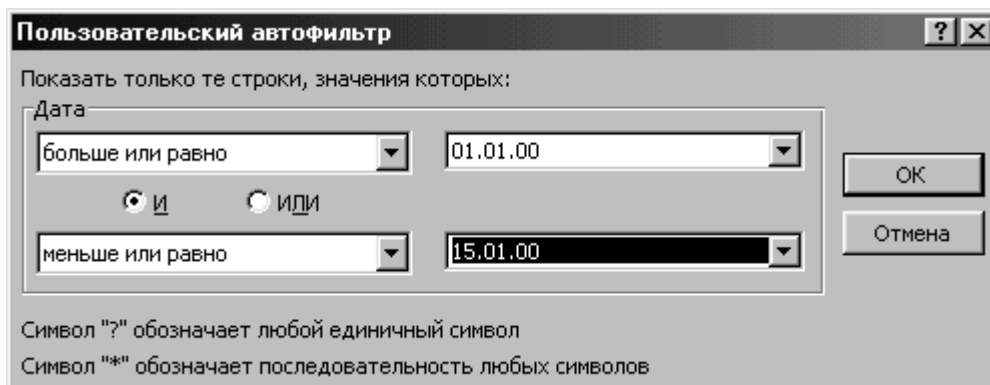 Пользовательский автофильтр
Показать только те строки, значения которых:
Дата
больше или равно 01.01.00
И ИЛИ
ОК
меньше или равно 15.01.00
Отмена
Символ "?" обозначает любой единичный символ
Символ "*" обозначает последовательность любых символов